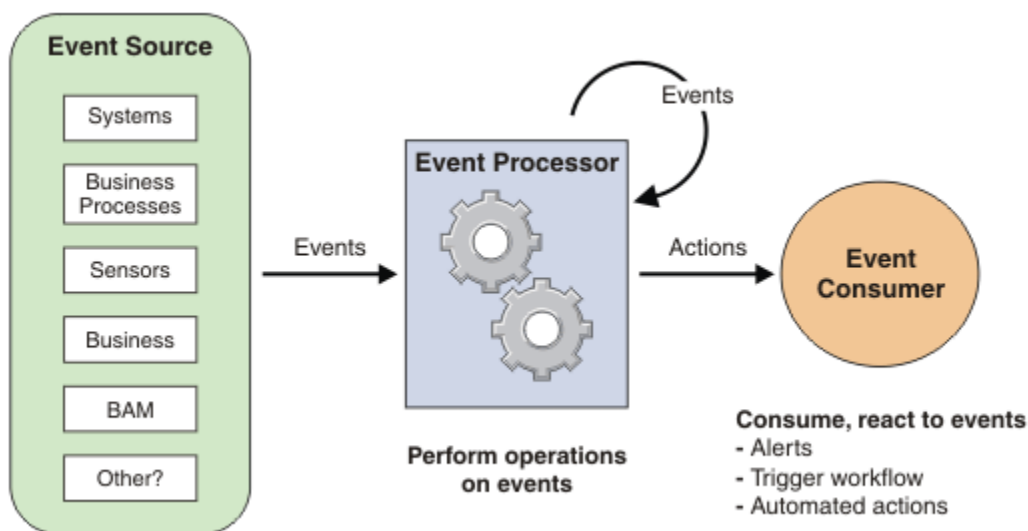 Event Source
Systems
Business
Processes
Sensors
Business
BAM
Other?
Events
Event Processor
Events
Perform operations
on events
Actions
Event
Consumer
Consume, react to events
- Alerts
- Trigger workflow
- Automated actions